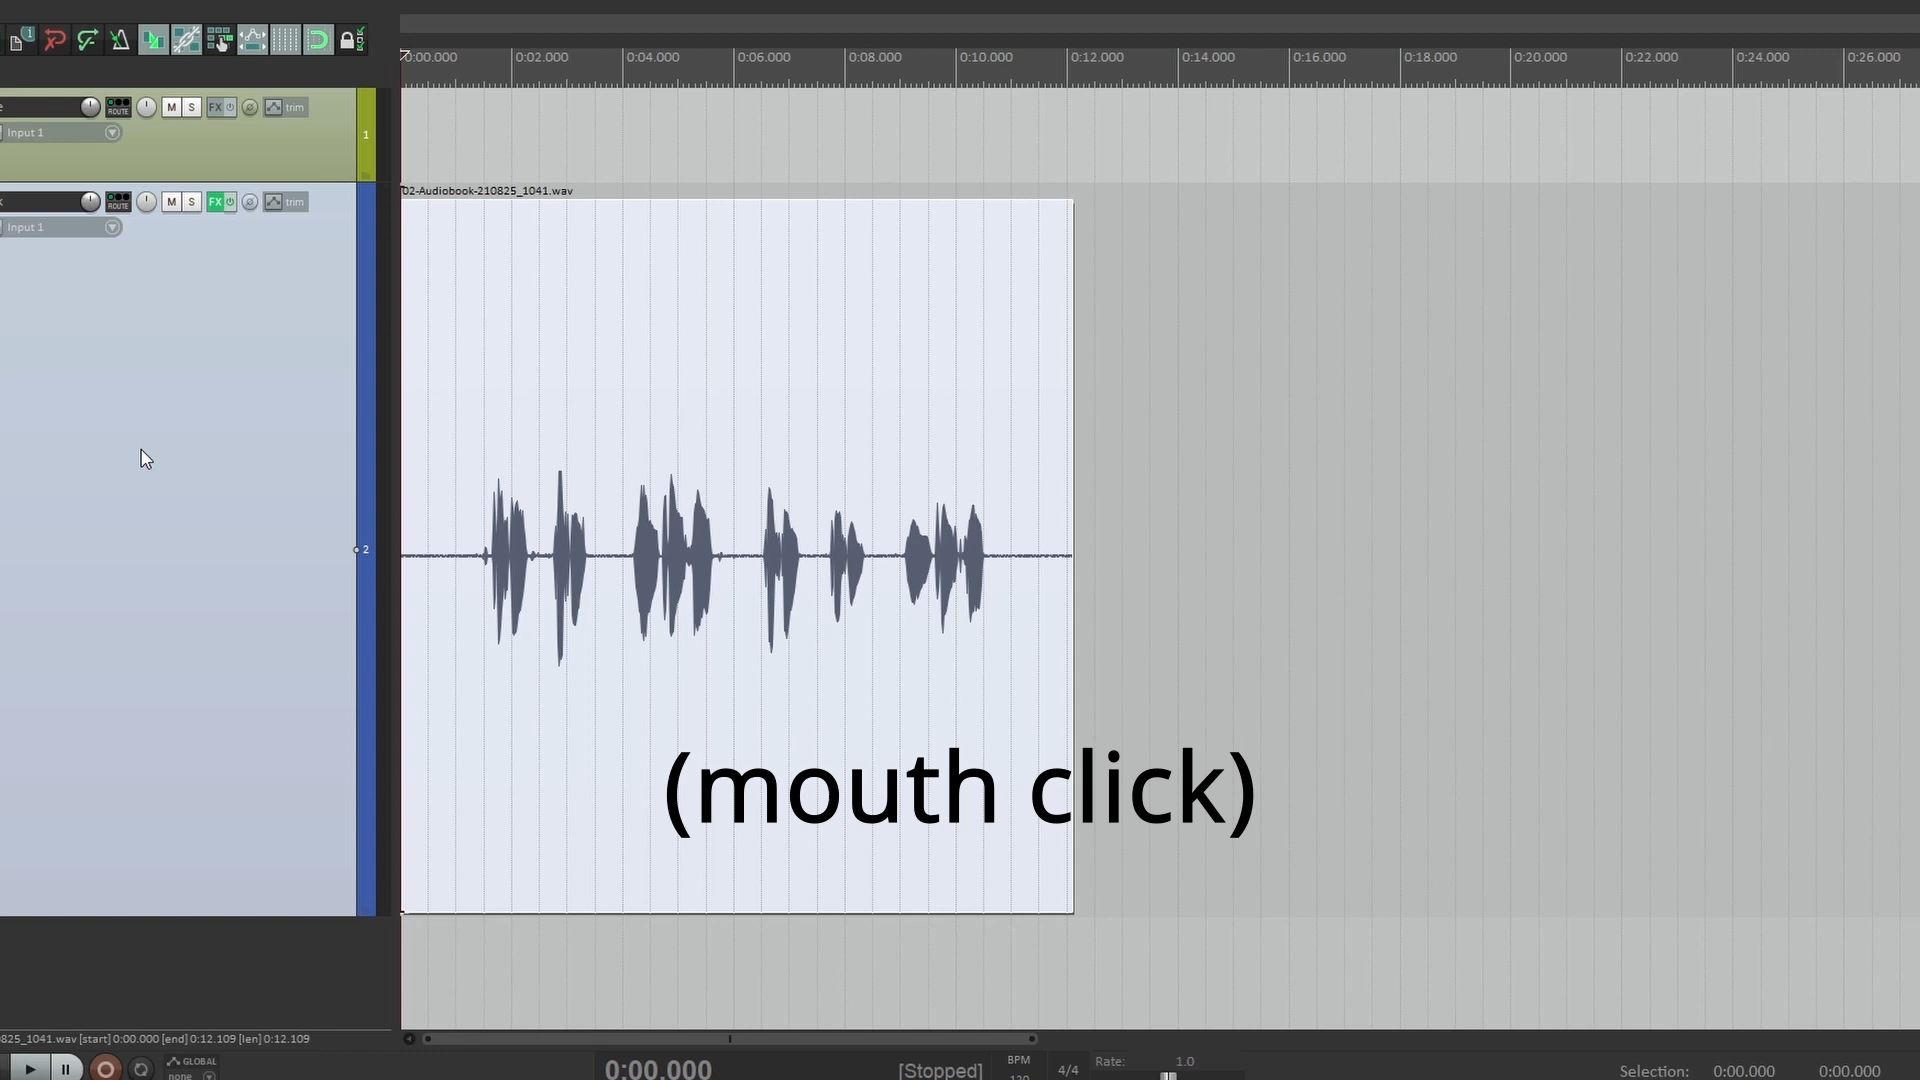 0:00.000 0:02.000 0:04.000 0:06.000 0:08.000 0:10.000 0:12.000 0:14.000 0:16.000 0:18.000 0:20.000 0:22.000 0:24.000 0:26.000
ROUTE M S FX trim
Input 1
1
02-Audiobook-210825_1041.wav
ROUTE M S FX trim
Input 1
2
(mouth click)
825_1041.wav [start] 0:00.000 [end] 0:12.109 [len] 0:12.109
GLOBAL
none
0:00.000
[Stopped]
BPM
120
4/4
Rate: 1.0
Selection: 0:00.000 0:00.000